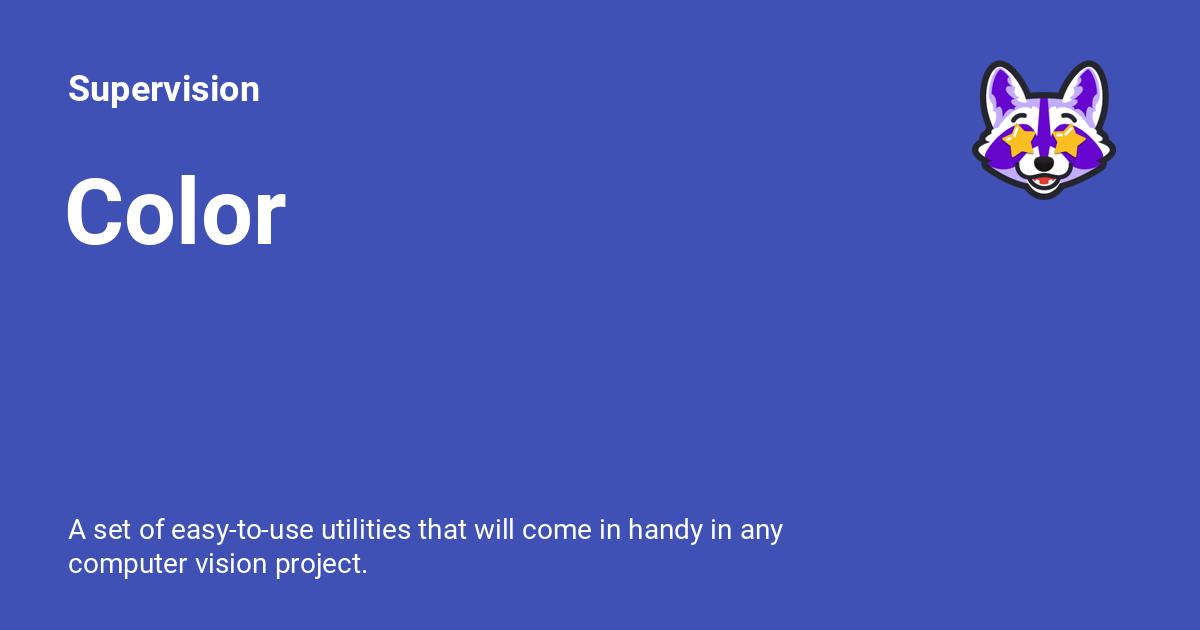 Supervision
Color
A set of easy-to-use utilities that will come in handy in any
computer vision project.